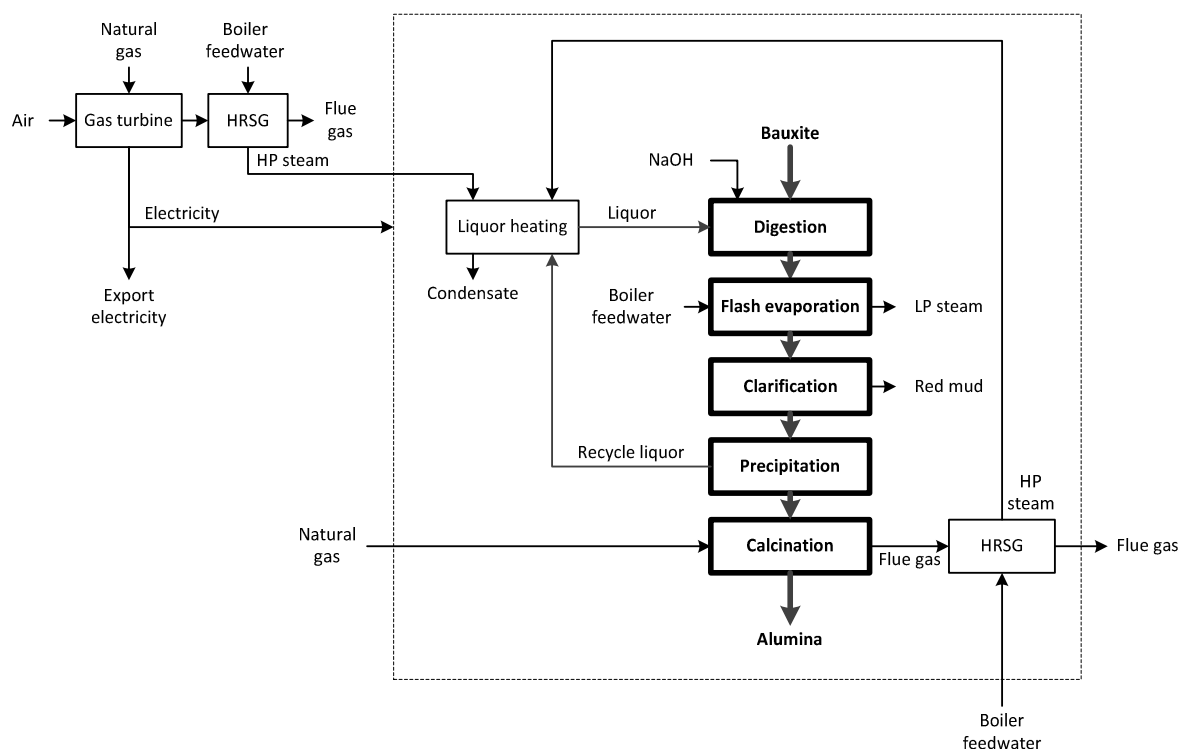 Natural
gas
Boiler
feedwater
Air
Gas turbine
HRSG
Flue
gas
HP steam
Bauxite
NaOH
Electricity
Liquor heating
Liquor
Digestion
Export
electricity
Condensate
Boiler
feedwater
Flash evaporation
LP steam
Clarification
Red mud
Recycle liquor
Precipitation
HP
steam
Natural
gas
Calcination
Flue gas
HRSG
Flue gas
Alumina
Boiler
feedwater